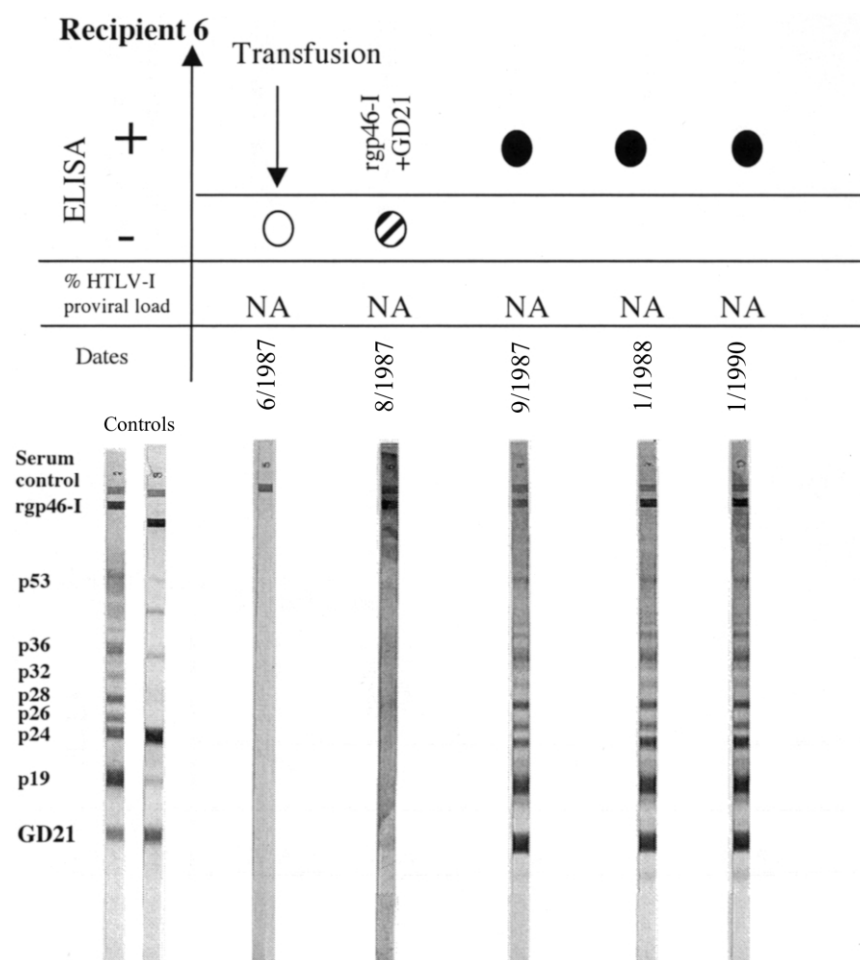 Recipient 6
Transfusion
rgp46-I
+GD21
ELISA
+
-
% HTLV-I
proviral load
NA NA NA NA NA
Dates
6/1987 8/1987 9/1987 1/1988 1/1990
Controls
Serum
control
rgp46-I
p53
p36
p32
p28
p26
p24
p19
GD21